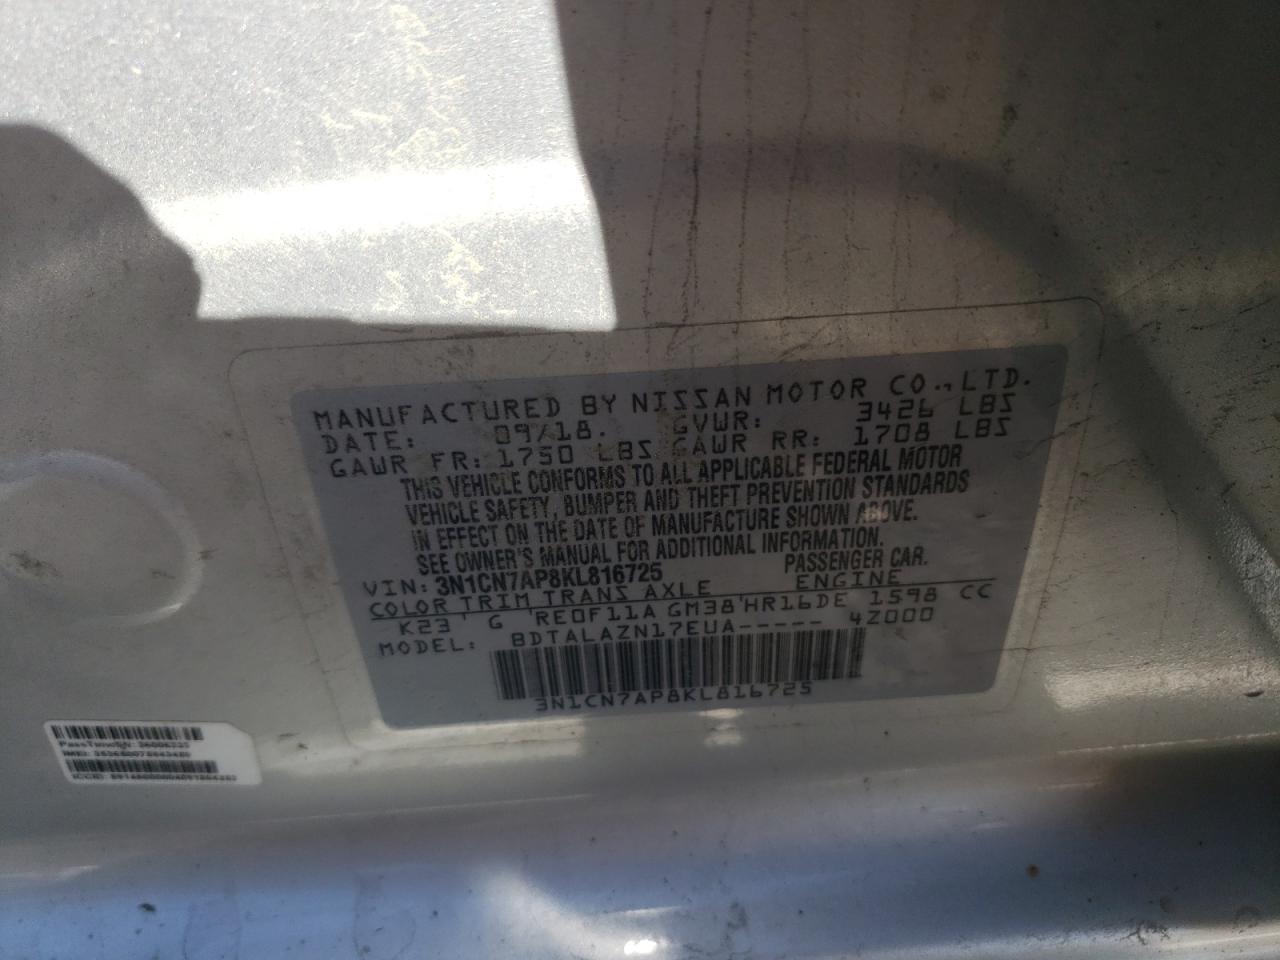 MANUFACTURED BY NISSAN MOTOR CO., LTD.
DATE: 09/18. GVWR: 3426 LBS
GAWR FR: 1750 LBS GAWR RR: 1708 LBS
THIS VEHICLE CONFORMS TO ALL APPLICABLE FEDERAL MOTOR
VEHICLE SAFETY, BUMPER AND THEFT PREVENTION STANDARDS
IN EFFECT ON THE DATE OF MANUFACTURE SHOWN ABOVE.
SEE OWNER'S MANUAL FOR ADDITIONAL INFORMATION.
VIN: 3N1CN7AP8KL816725 PASSENGER CAR.
COLOR TRIM TRANS AXLE ENGINE
K23 ' G 'RE0F11A GM38'HR16DE 1598 CC
MODEL: BDTALAZN17EUA----- 4Z000
3N1CN7AP8KL816725
IMEI:
ICCID: